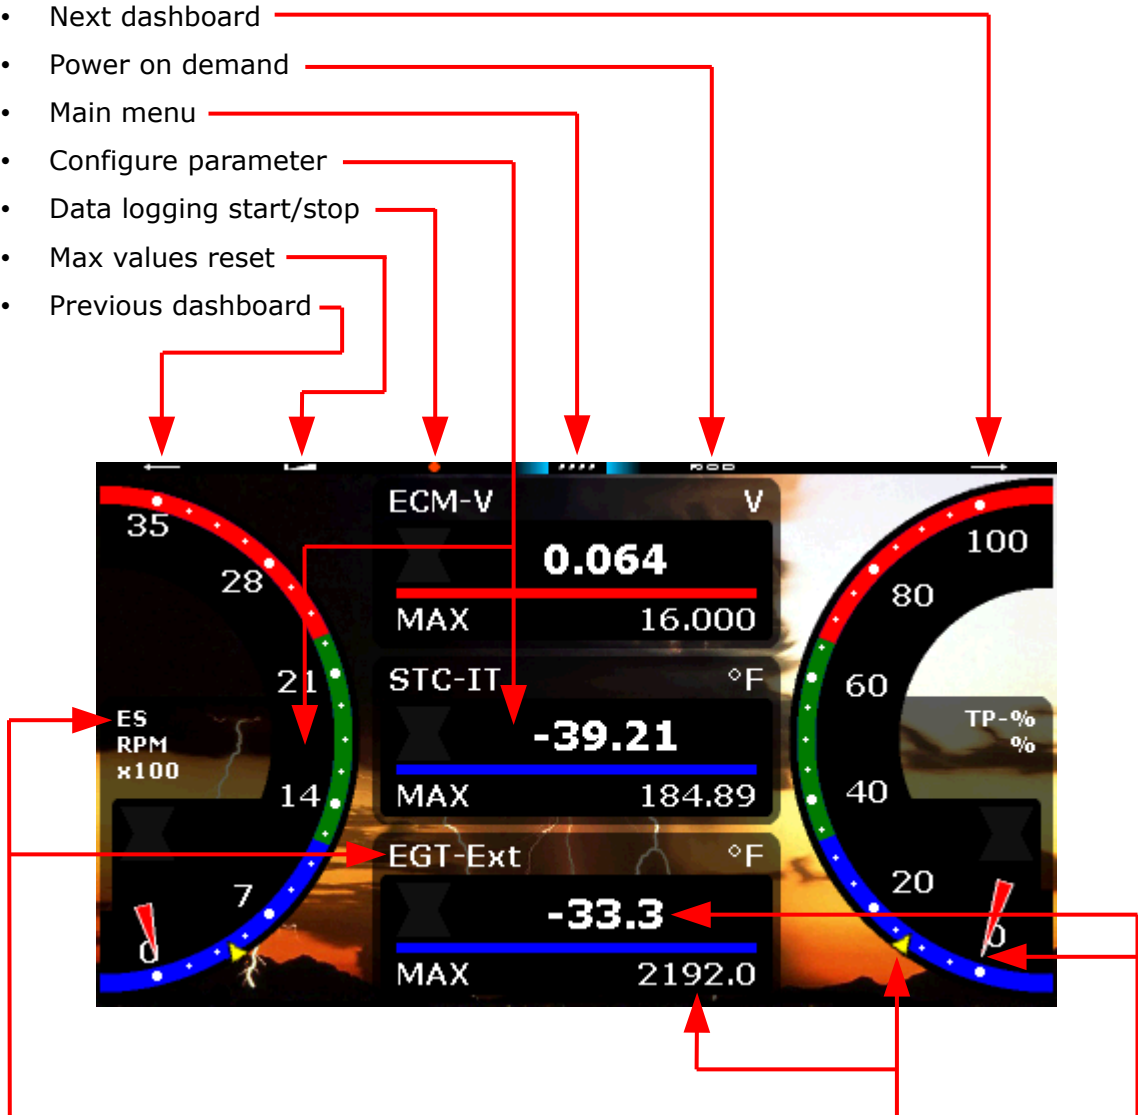 • Next dashboard
• Power on demand
• Main menu
• Configure parameter
• Data logging start/stop
• Max values reset
• Previous dashboard
ECM-V V
0.064
MAX 16.000
STC-IT °F
-39.21
MAX 184.89
EGT-Ext °F
-33.3
MAX 2192.0
35
28
21
14
7
0
ES
RPM
x100
100
80
60
40
20
0
TP-%
%